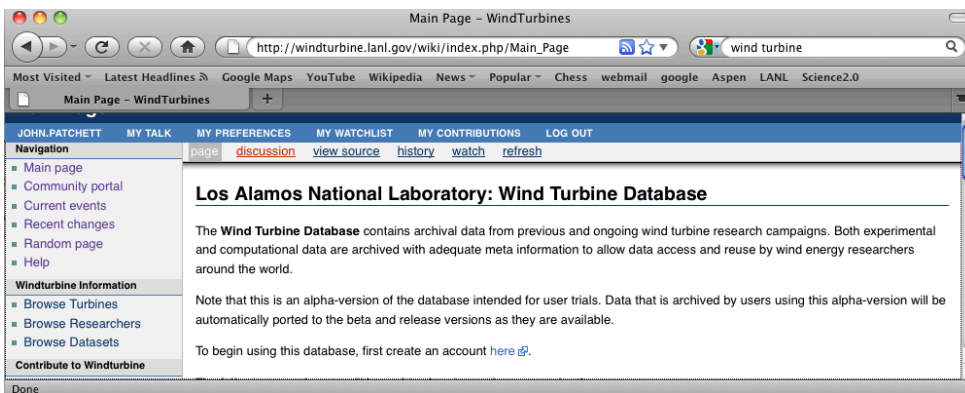 Main Page – WindTurbines
http://windturbine.lanl.gov/wiki/index.php/Main_Page
wind turbine
Most Visited Latest Headlines Google Maps YouTube Wikipedia News Popular Chess webmail google Aspen LANL Science2.0
Main Page – WindTurbines +
JOHN.PATCHETT MY TALK MY PREFERENCES MY WATCHLIST MY CONTRIBUTIONS LOG OUT
Navigation
Main page
Community portal
Current events
Recent changes
Random page
Help
Windturbine Information
Browse Turbines
Browse Researchers
Browse Datasets
Contribute to Windturbine
page discussion view source history watch refresh
Los Alamos National Laboratory: Wind Turbine Database
The Wind Turbine Database contains archival data from previous and ongoing wind turbine research campaigns. Both experimental
and computational data are archived with adequate meta information to allow data access and reuse by wind energy researchers
around the world.
Note that this is an alpha-version of the database intended for user trials. Data that is archived by users using this alpha-version will be
automatically ported to the beta and release versions as they are available.
To begin using this database, first create an account here.
Done